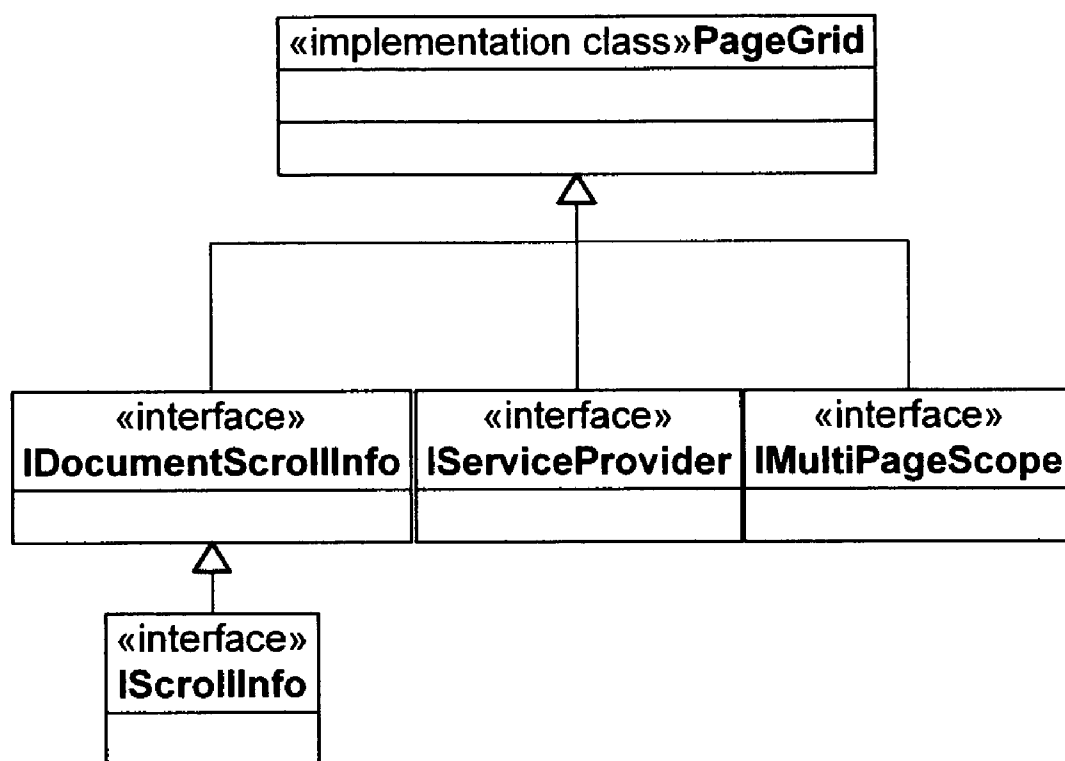 «implementation class»PageGrid
«interface»
IDocumentScrollInfo
«interface»
IServiceProvider
«interface»
IMultiPageScope
«interface»
IScrollInfo